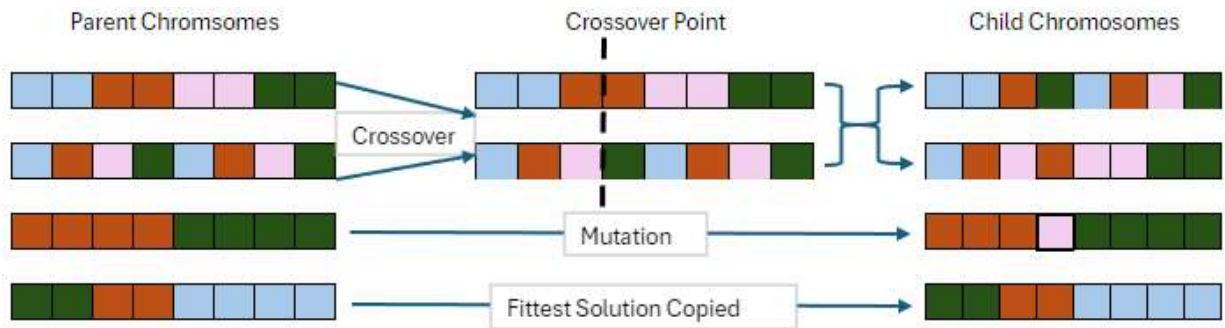 Parent Chromsomes
Crossover Point
Child Chromosomes
Crossover
Mutation
Fittest Solution Copied